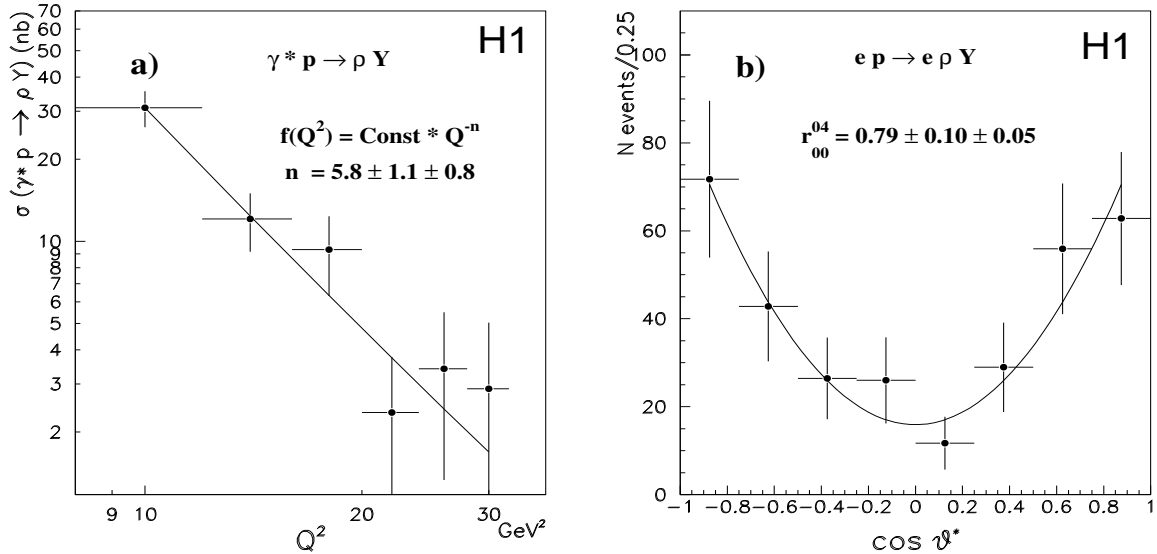 H1
a)
γ* p → ρ Y
f(Q²) = Const * Q⁻ⁿ
n = 5.8 ± 1.1 ± 0.8
σ (γ* p → ρ Y) (nb)
70
50
40
30
20
10
9
8
7
6
5
4
3
2
9 10 20 30
GeV²
Q²
H1
b)
e p → e ρ Y
r⁰⁴₀₀ = 0.79 ± 0.10 ± 0.05
N events/0.25
100
80
60
40
20
0
-1 -0.8 -0.6 -0.4 -0.2 0 0.2 0.4 0.6 0.8 1
cos ϑ*